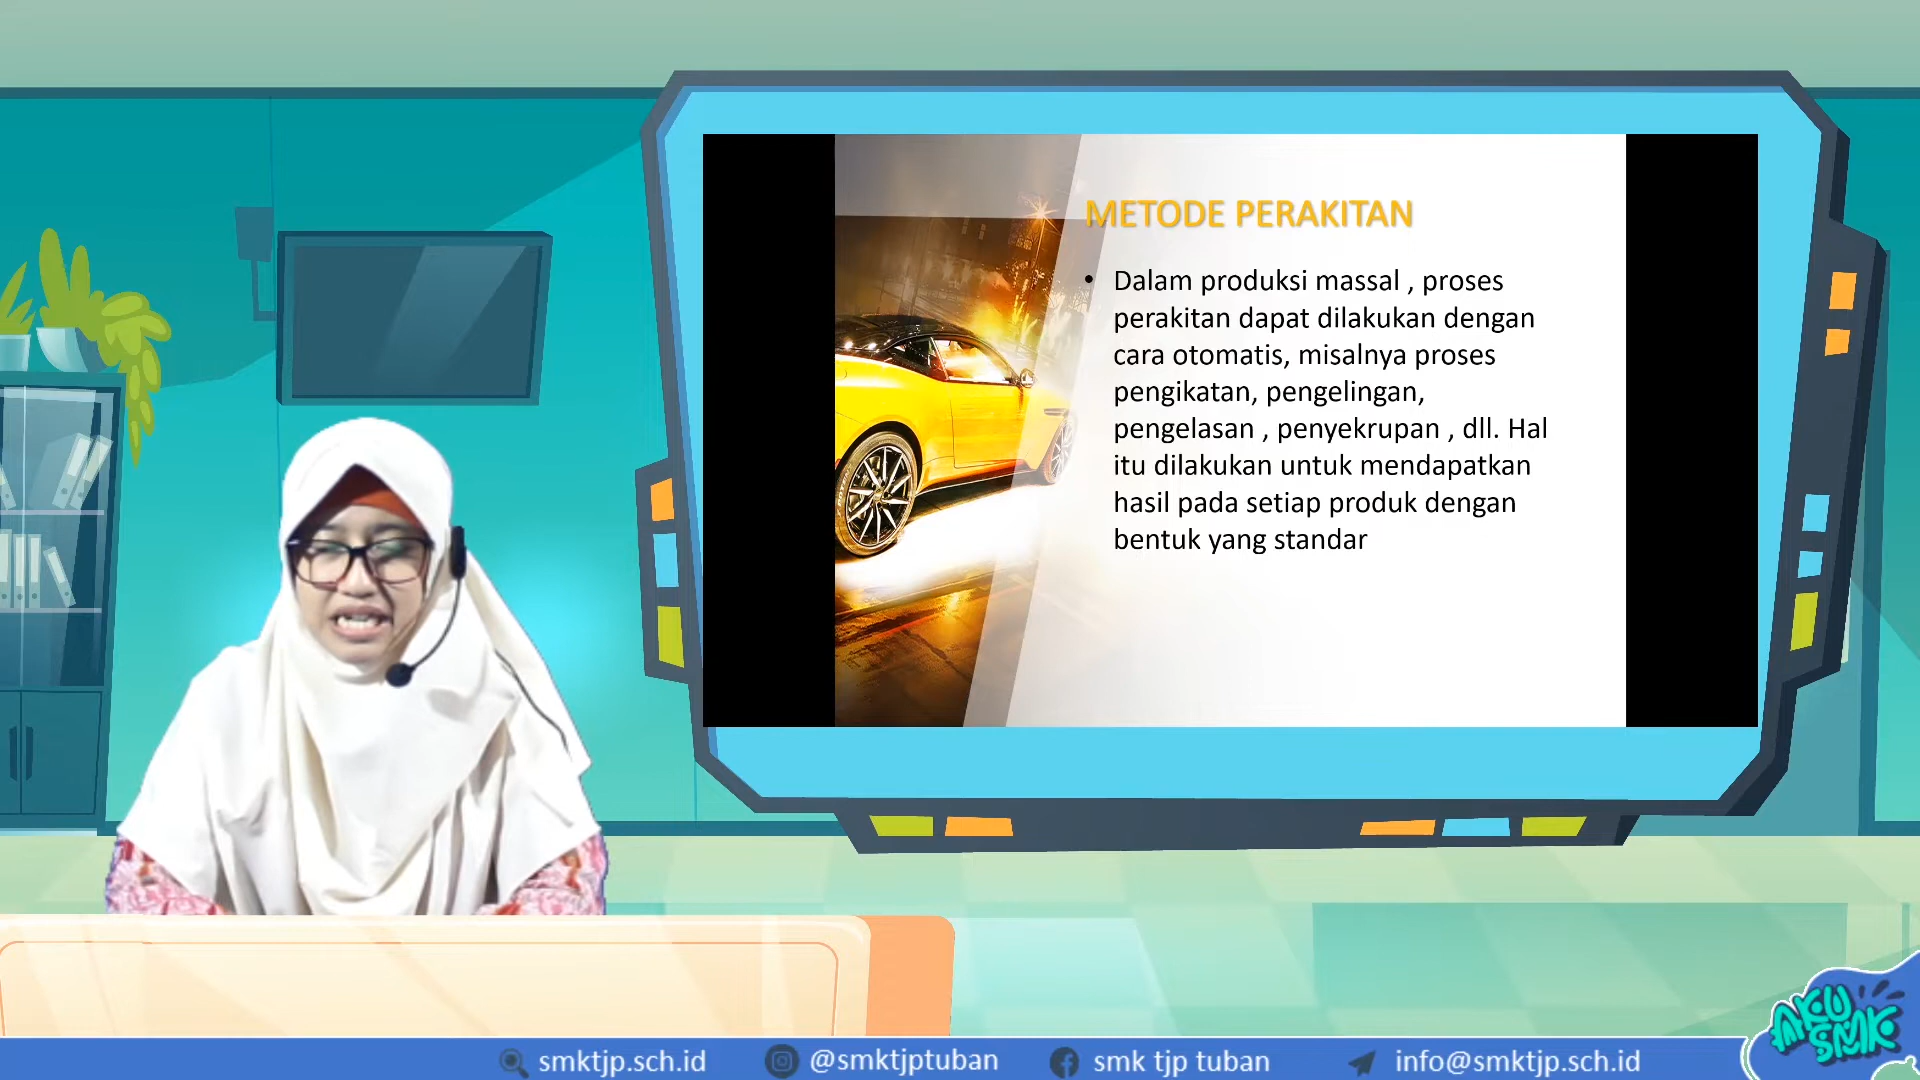 METODE PERAKITAN
• Dalam produksi massal , proses
perakitan dapat dilakukan dengan
cara otomatis, misalnya proses
pengikatan, pengelingan,
pengelasan , penyekrupan , dll. Hal
itu dilakukan untuk mendapatkan
hasil pada setiap produk dengan
bentuk yang standar
smktjp.sch.id @smktjptuban smk tjp tuban info@smktjp.sch.id
AKU
SMK